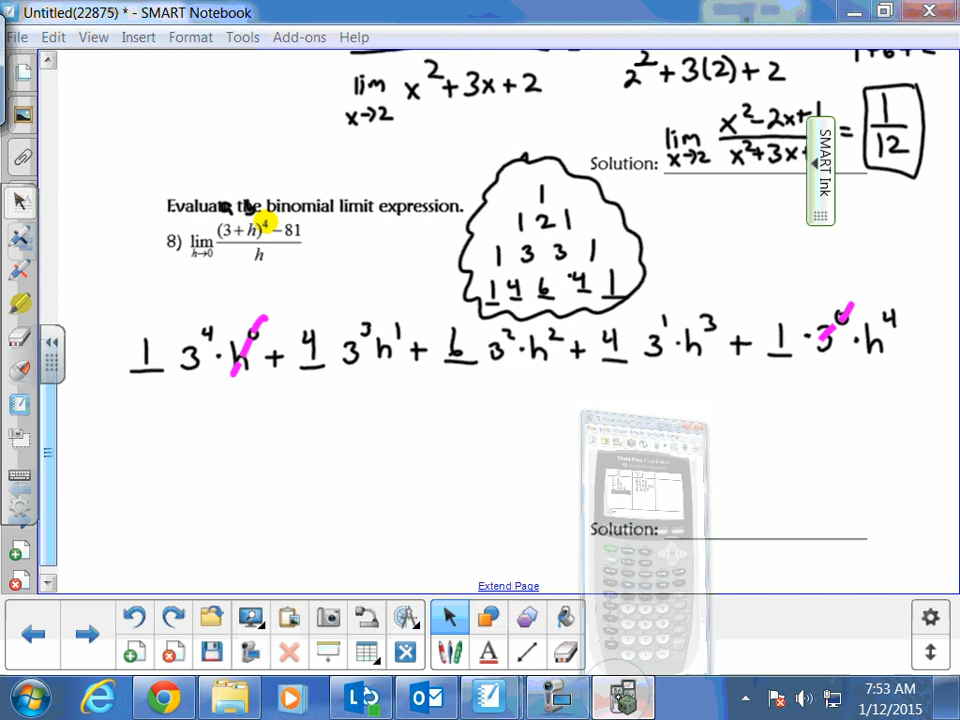 Untitled(22875) * - SMART Notebook
File Edit View Insert Format Tools Add-ons Help
lim x→2 x² + 3x + 2
2² + 3(2) + 2
Solution: lim x→2 x² - 2x + 1 / x² + 3x + = 1/12
SMART Ink
Evaluate the binomial limit expression.
8) lim h→0 (3 + h)⁴ - 81 / h
1
1 2 1
1 3 3 1
1 4 6 4 1
1 3⁴ · h⁰ + 4 3³ h¹ + 6 3² · h² + 4 3¹ · h³ + 1 · 3⁰ · h⁴
Solution:
Extend Page
7:53 AM
1/12/2015